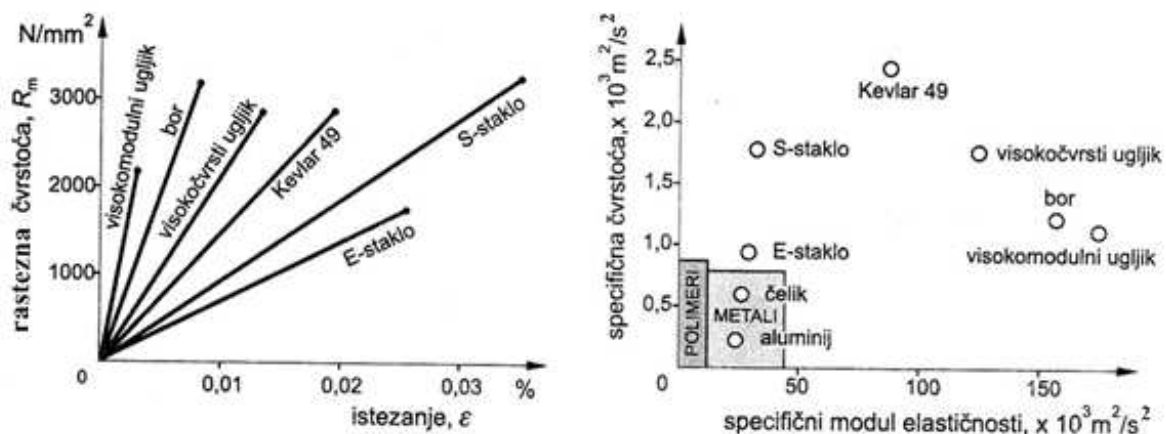 N/mm²
rastezna čvrstoća, Rm
3000
2000
1000
0
0,01
0,02
0,03
%
istezanje, ε
visokomodulni ugljik
bor
visokočvrsti ugljik
Kevlar 49
S-staklo
E-staklo
specifična čvrstoća, x 10³ m²/s²
2,5
2,0
1,5
1,0
0,5
0
50
100
150
specifični modul elastičnosti, x 10³m²/s²
Kevlar 49
S-staklo
visokočvrsti ugljik
bor
visokomodulni ugljik
E-staklo
čelik
METALI
aluminij
POLIMERI